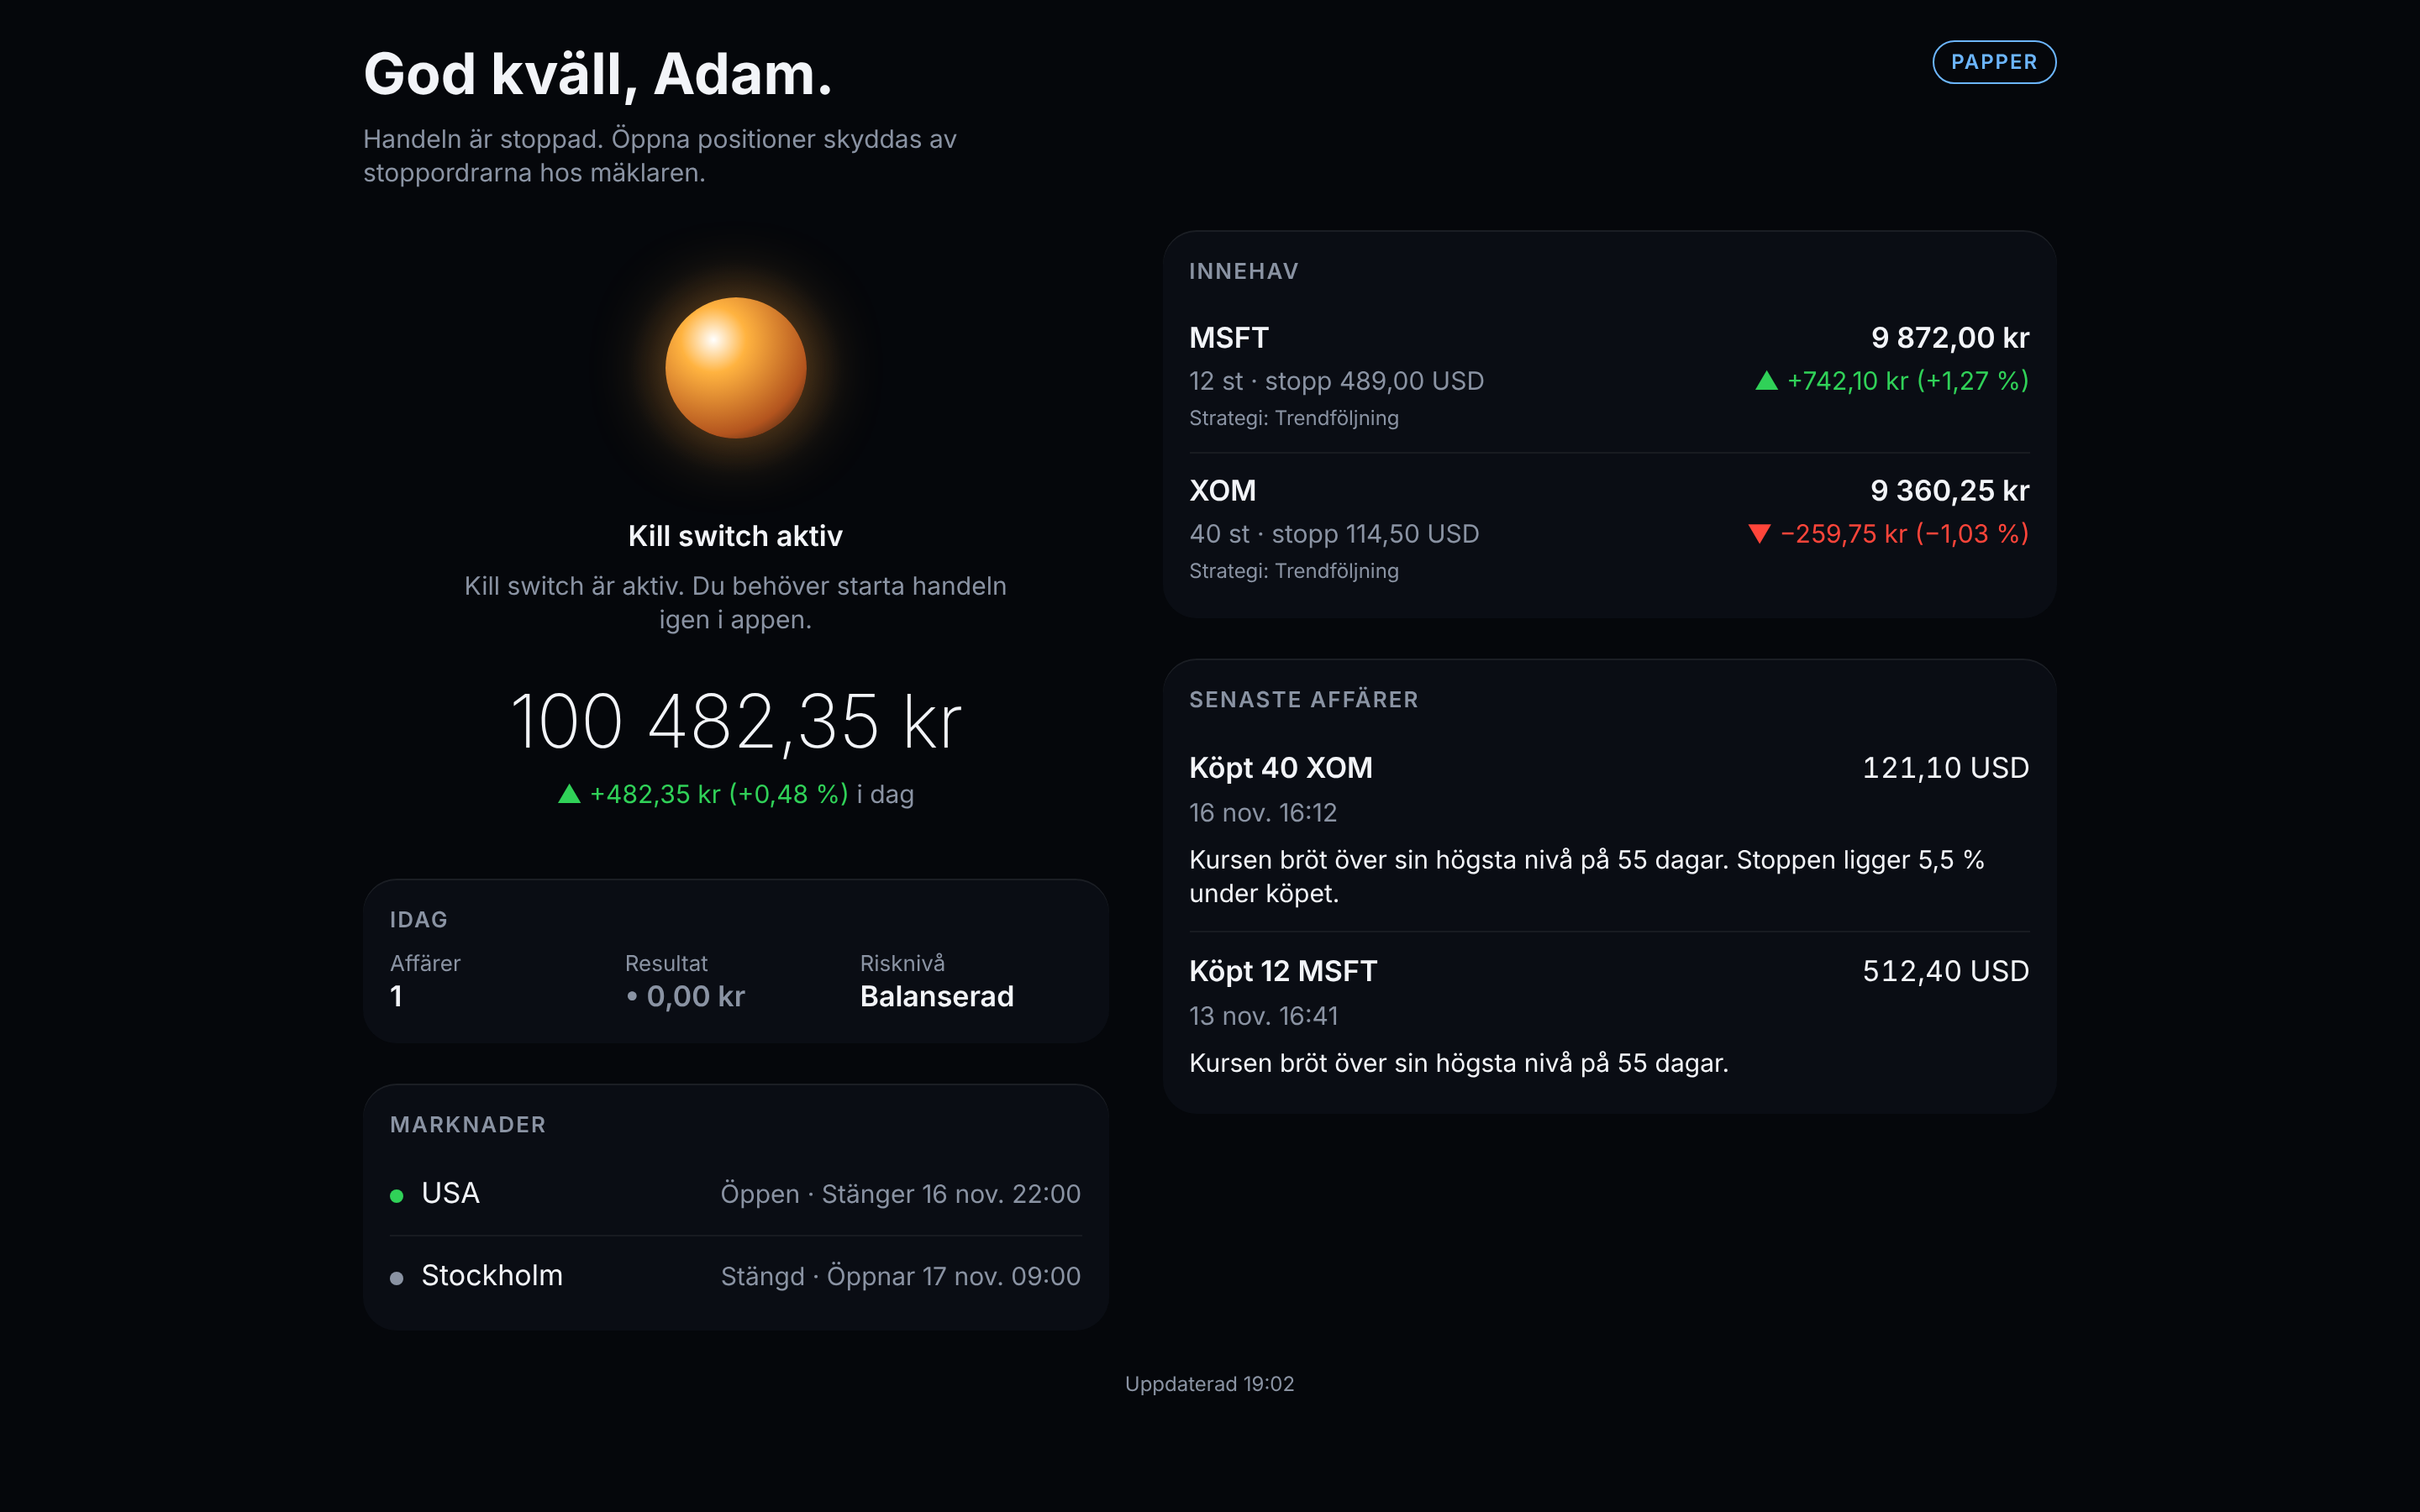 God kväll, Adam.
PAPPER
Handeln är stoppad. Öppna positioner skyddas av
stoppordrarna hos mäklaren.
Kill switch aktiv
Kill switch är aktiv. Du behöver starta handeln
igen i appen.
100 482,35 kr
▲ +482,35 kr (+0,48 %) i dag
IDAG
Affärer
1
Resultat
• 0,00 kr
Risknivå
Balanserad
MARKNADER
USA
Öppen · Stänger 16 nov. 22:00
Stockholm
Stängd · Öppnar 17 nov. 09:00
INNEHAV
MSFT
9 872,00 kr
12 st · stopp 489,00 USD
▲ +742,10 kr (+1,27 %)
Strategi: Trendföljning
XOM
9 360,25 kr
40 st · stopp 114,50 USD
▼ −259,75 kr (−1,03 %)
Strategi: Trendföljning
SENASTE AFFÄRER
Köpt 40 XOM
121,10 USD
16 nov. 16:12
Kursen bröt över sin högsta nivå på 55 dagar. Stoppen ligger 5,5 %
under köpet.
Köpt 12 MSFT
512,40 USD
13 nov. 16:41
Kursen bröt över sin högsta nivå på 55 dagar.
Uppdaterad 19:02